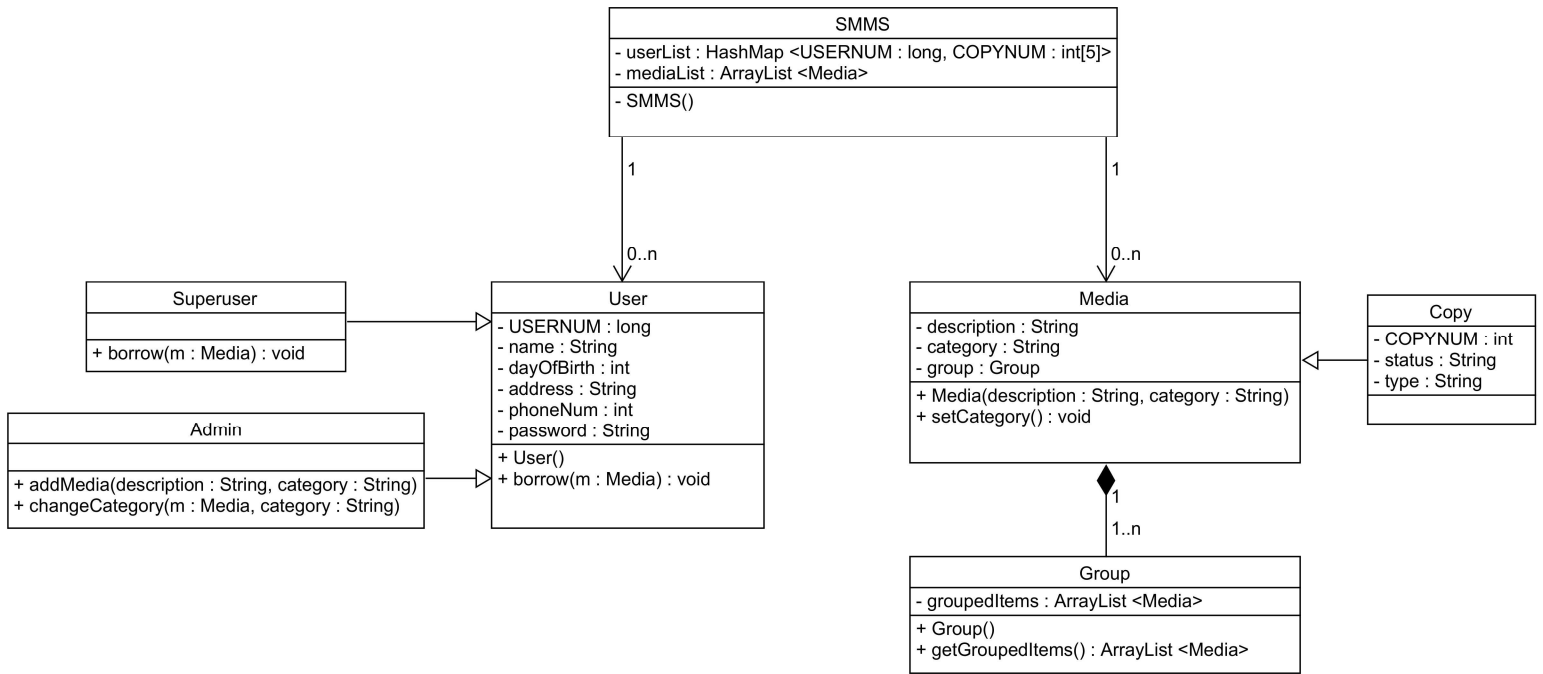 SMMS
- userList : HashMap <USERNUM : long, COPYNUM : int[5]>
- mediaList : ArrayList <Media>
- SMMS()
1
1
0..n
0..n
Superuser
+ borrow(m : Media) : void
User
- USERNUM : long
- name : String
- dayOfBirth : int
- address : String
- phoneNum : int
- password : String
+ User()
+ borrow(m : Media) : void
Media
- description : String
- category : String
- group : Group
+ Media(description : String, category : String)
+ setCategory() : void
Copy
- COPYNUM : int
- status : String
- type : String
Admin
+ addMedia(description : String, category : String)
+ changeCategory(m : Media, category : String)
1
1..n
Group
- groupedItems : ArrayList <Media>
+ Group()
+ getGroupedItems() : ArrayList <Media>